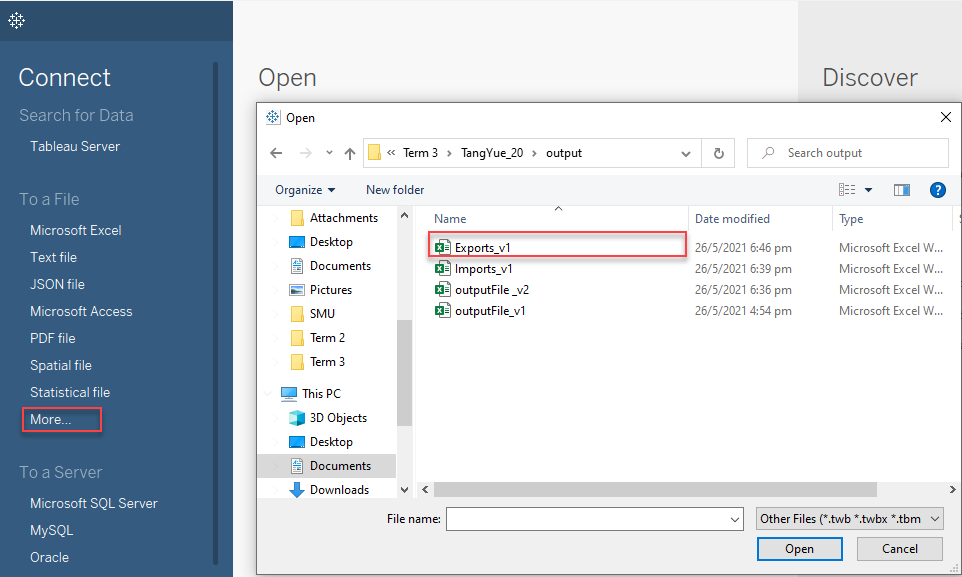 Connect
Search for Data
Tableau Server
To a File
Microsoft Excel
Text file
JSON file
Microsoft Access
PDF file
Spatial file
Statistical file
More...
To a Server
Microsoft SQL Server
MySQL
Oracle
Open
Discover
Open
« Term 3 › TangYue_20 › output
Search output
Organize
New folder
?
Attachments
Desktop
Documents
Pictures
SMU
Term 2
Term 3
This PC
3D Objects
Desktop
Documents
Downloads
Name Date modified Type S
Exports_v1 26/5/2021 6:46 pm Microsoft Excel W...
Imports_v1 26/5/2021 6:39 pm Microsoft Excel W...
outputFile _v2 26/5/2021 6:36 pm Microsoft Excel W...
outputFile_v1 26/5/2021 4:54 pm Microsoft Excel W...
File name:
Other Files (*.twb *.twbx *.tbm
Open
Cancel